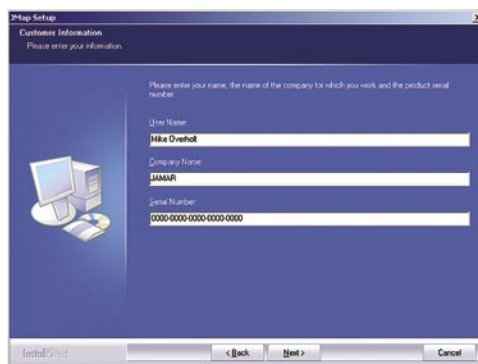 JMap Setup
Customer Information
Please enter your information.
Please enter your name, the name of the company for which you work and the product serial
number.
User Name:
Mike Overholt
Company Name:
JAMAR
Serial Number:
0000-0000-0000-0000-0000
InstallShield
< Back
Next >
Cancel